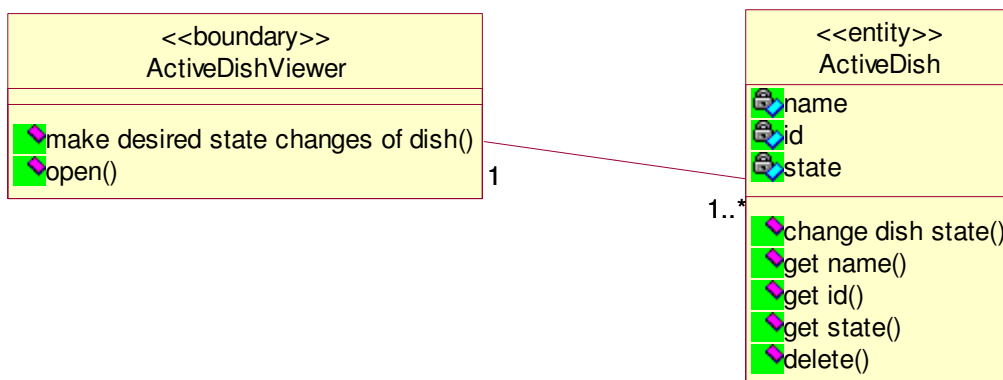 <<boundary>>
ActiveDishViewer
make desired state changes of dish()
open()
1
1..*
<<entity>>
ActiveDish
name
id
state
change dish state()
get name()
get id()
get state()
delete()